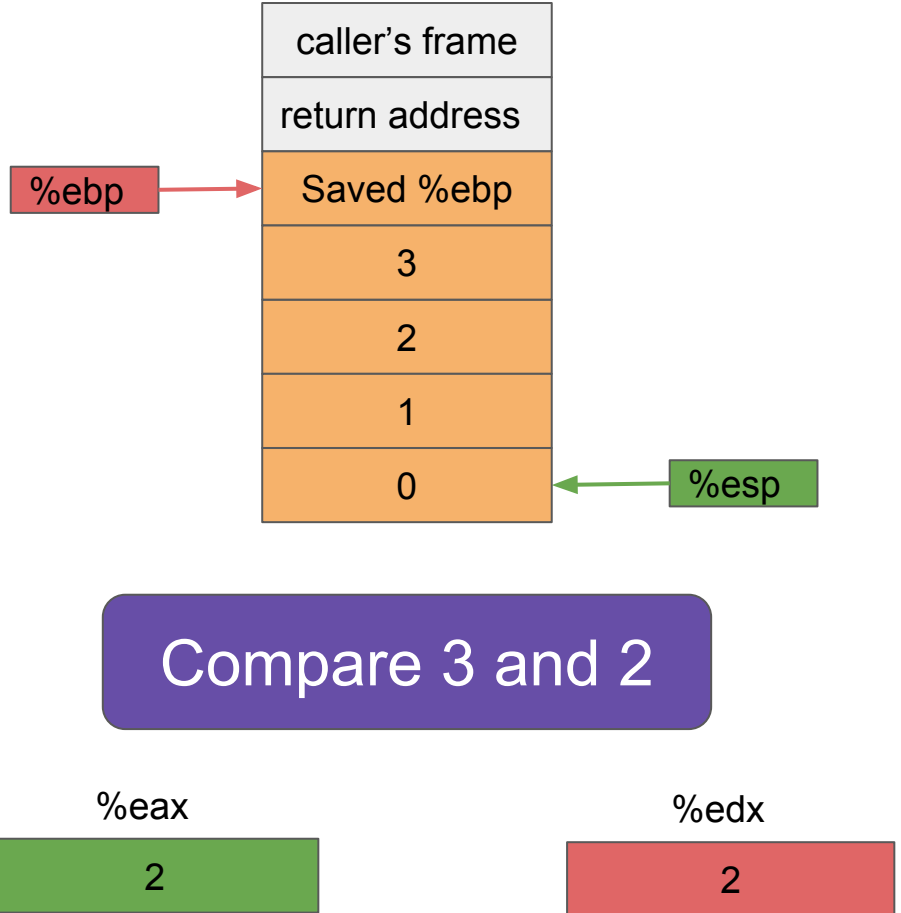 caller’s frame
return address
%ebp
Saved %ebp
3
2
1
0
%esp
Compare 3 and 2
%eax
%edx
2
2